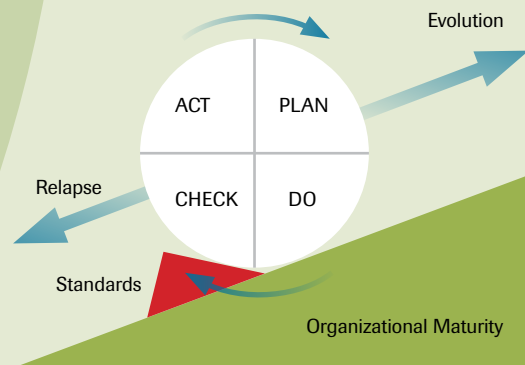 Evolution
ACT
PLAN
Relapse
CHECK
DO
Standards
Organizational Maturity